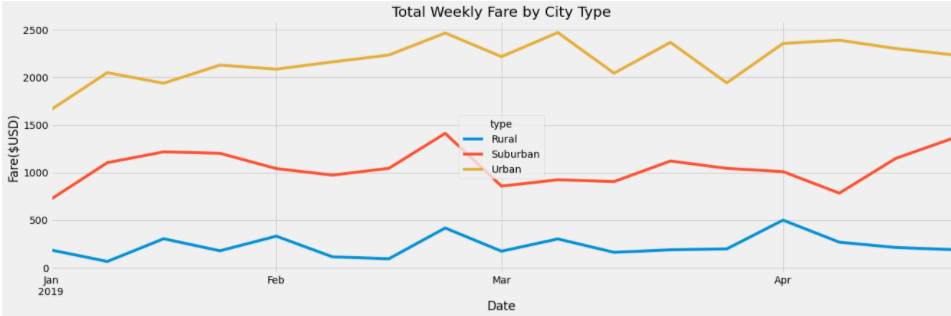 Total Weekly Fare by City Type
Fare($USD)
2500
2000
1500
1000
500
0
type
Rural
Suburban
Urban
Jan
2019
Feb
Mar
Apr
Date